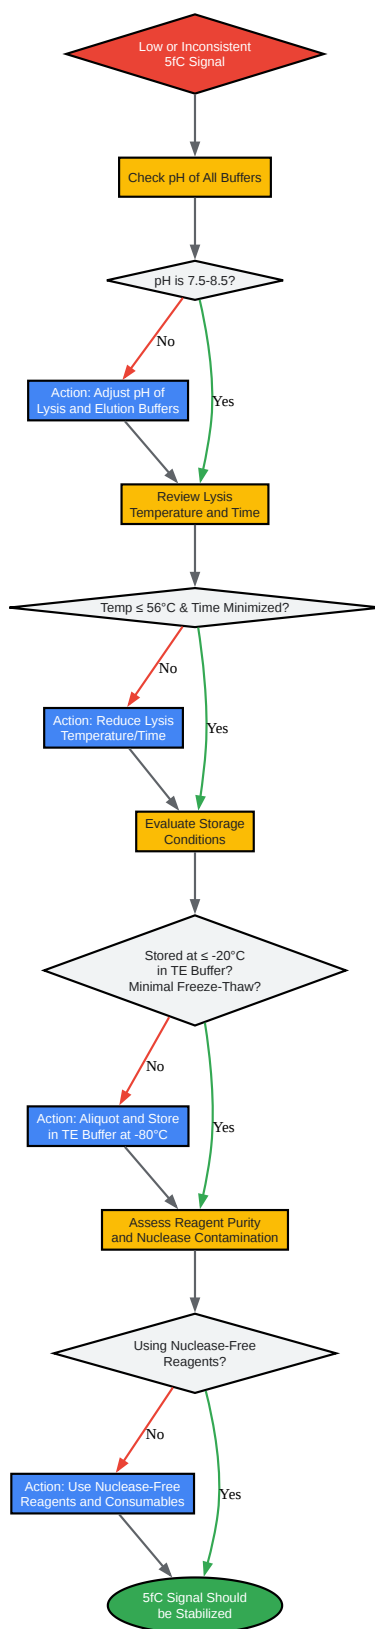 Low or Inconsistent
5fC Signal
Check pH of All Buffers
pH is 7.5-8.5?
No
Yes
Action: Adjust pH of
Lysis and Elution Buffers
Review Lysis
Temperature and Time
Temp ≤ 56°C & Time Minimized?
No
Yes
Action: Reduce Lysis
Temperature/Time
Evaluate Storage
Conditions
Stored at ≤ -20°C
in TE Buffer?
Minimal Freeze-Thaw?
No
Yes
Action: Aliquot and Store
in TE Buffer at -80°C
Assess Reagent Purity
and Nuclease Contamination
Using Nuclease-Free
Reagents?
No
Yes
Action: Use Nuclease-Free
Reagents and Consumables
5fC Signal Should
be Stabilized